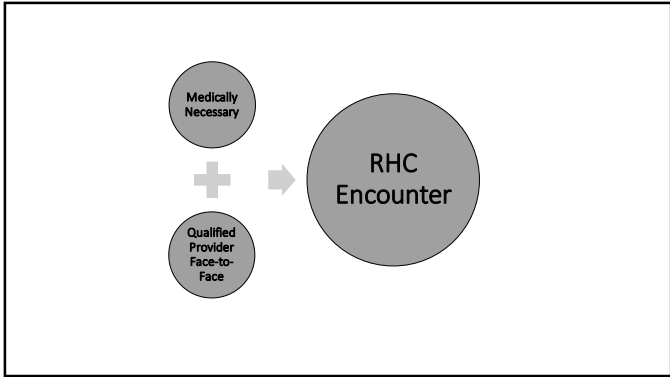 Medically
Necessary
Qualified
Provider
Face-to-
Face
RHC
Encounter